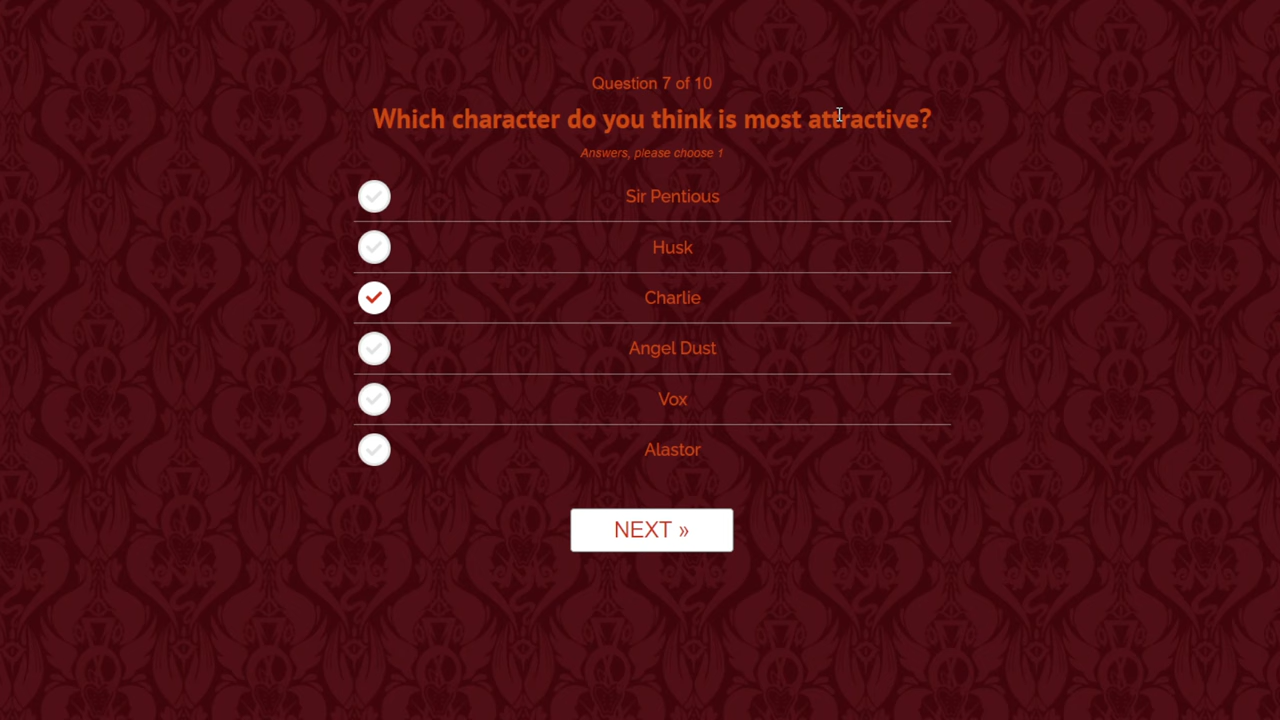 Question 7 of 10
Which character do you think is most attractive?
Answers, please choose 1
Sir Pentious
Husk
Charlie
Angel Dust
Vox
Alastor
NEXT »